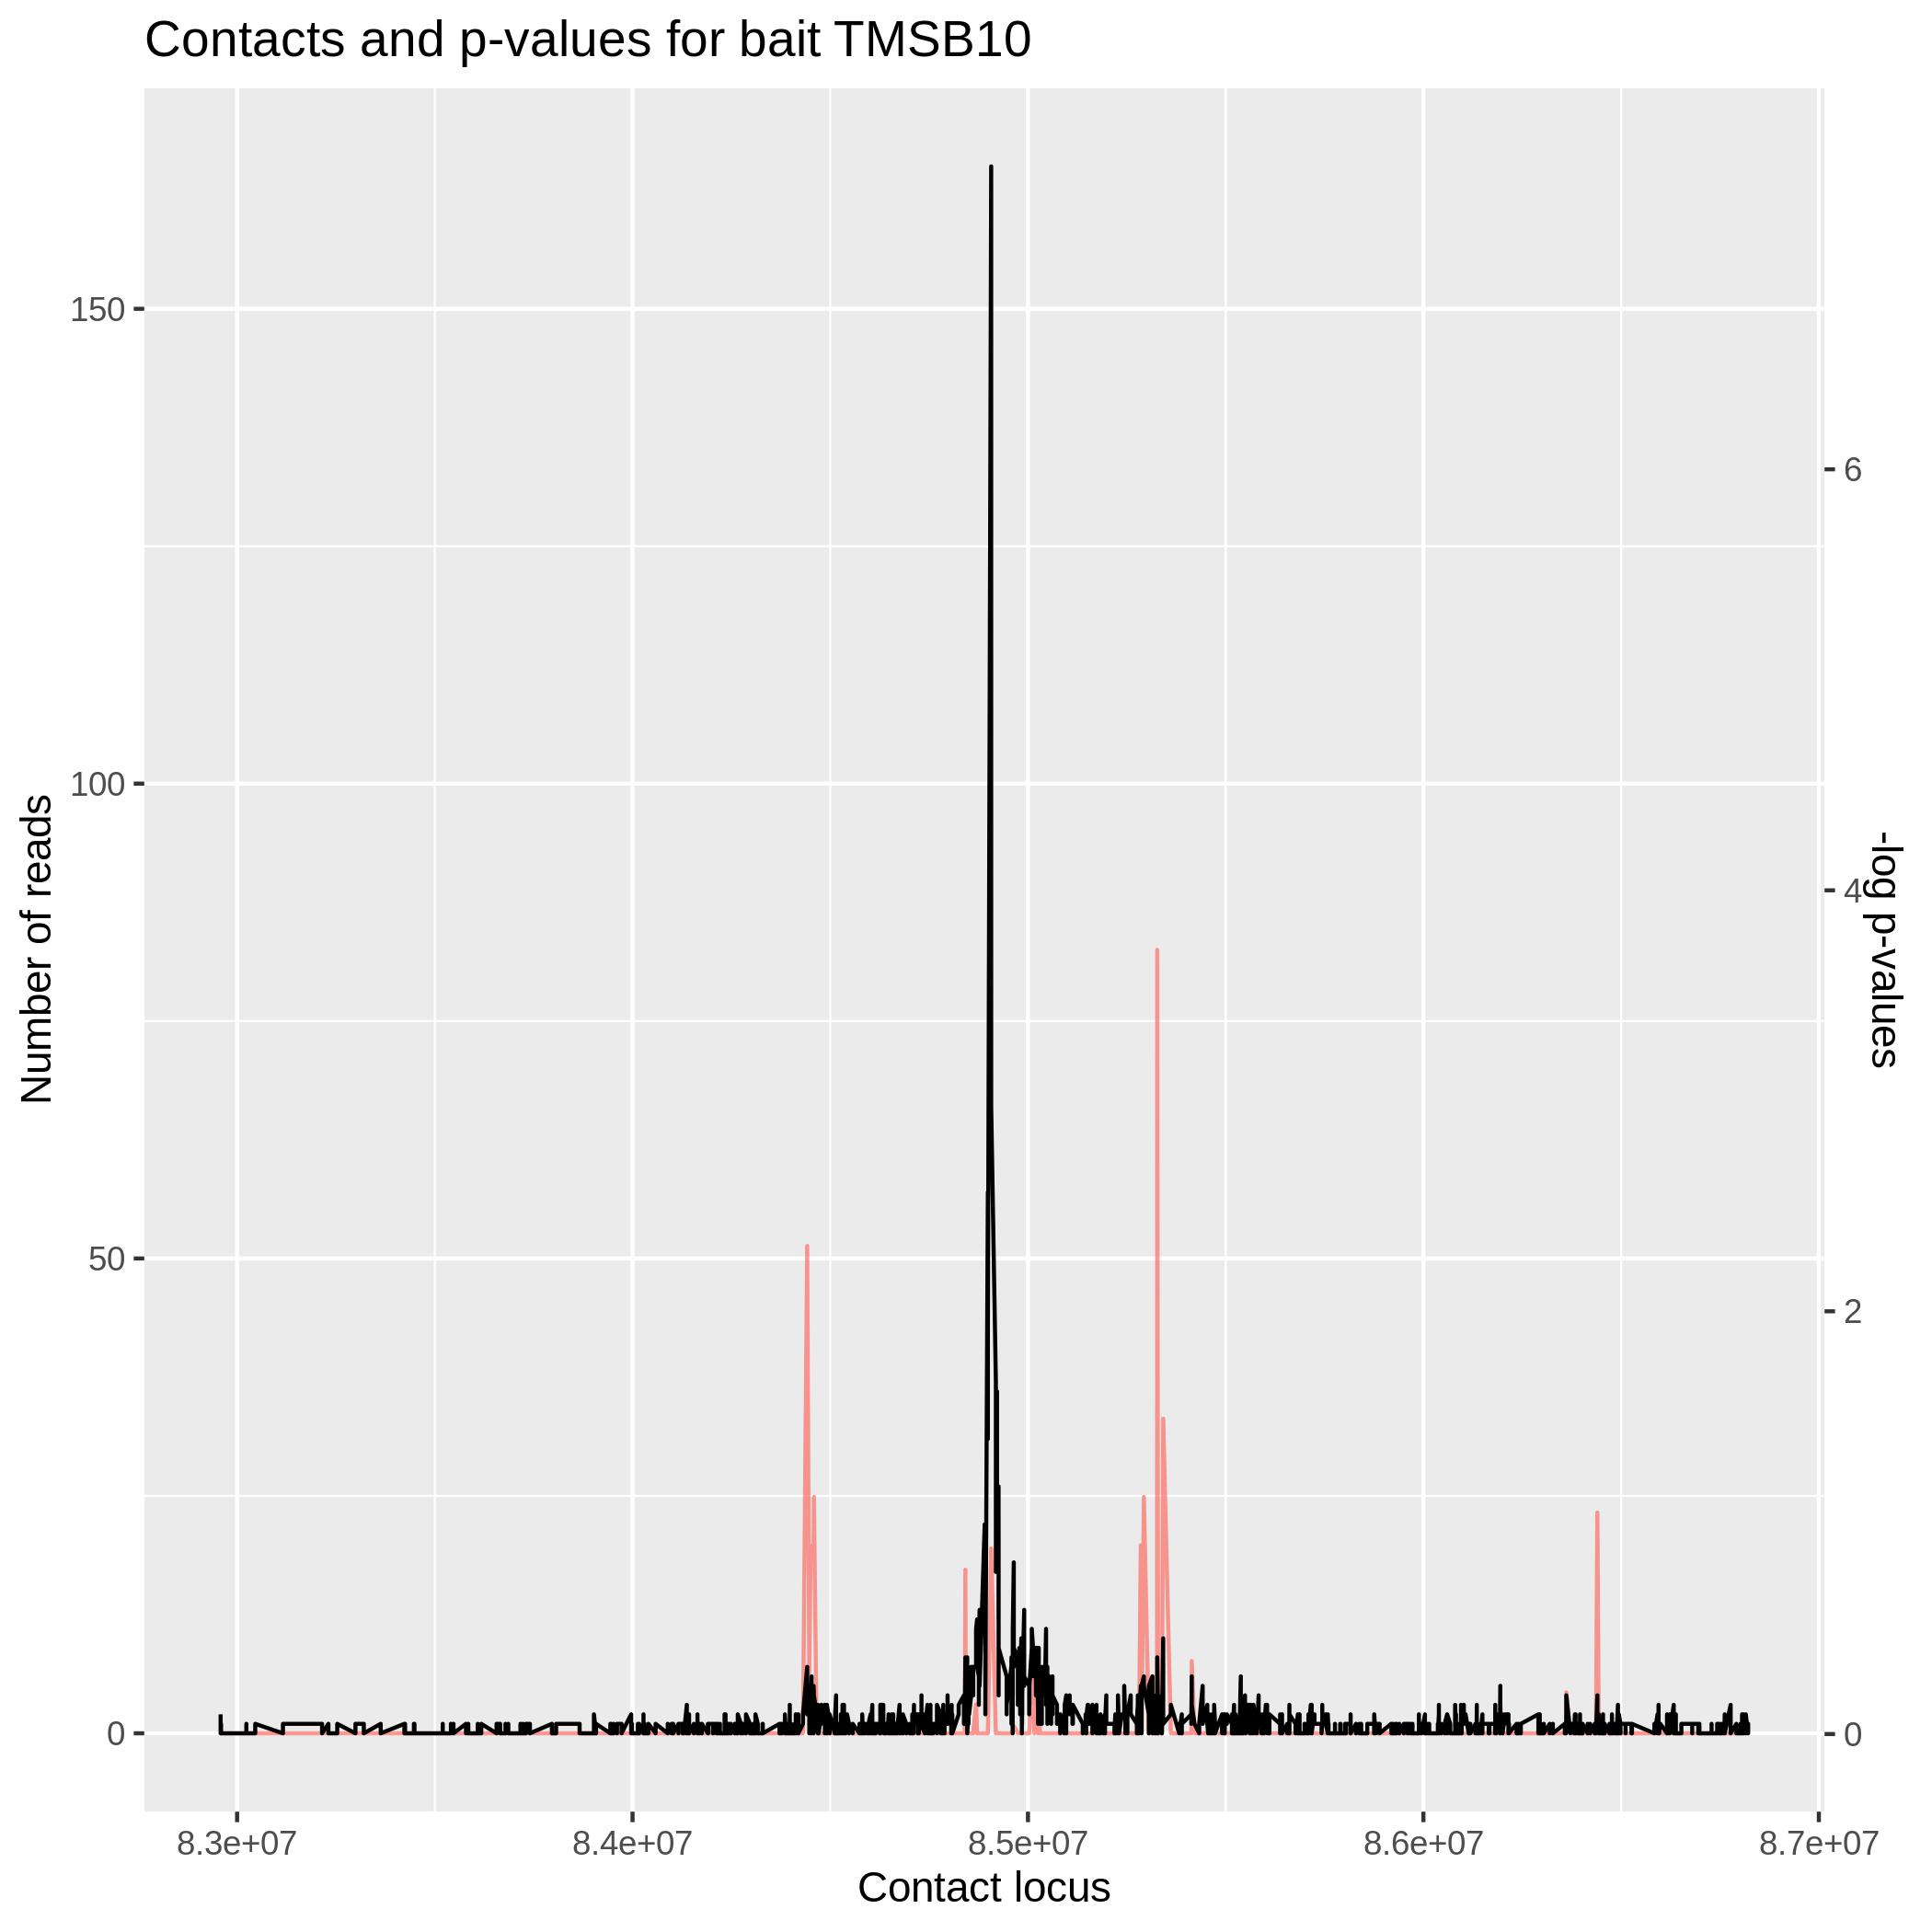 Contacts and p-values for bait TMSB10
150
100
50
0
Number of reads
6
4
2
0
-log p-values
8.3e+07
8.4e+07
8.5e+07
8.6e+07
8.7e+07
Contact locus